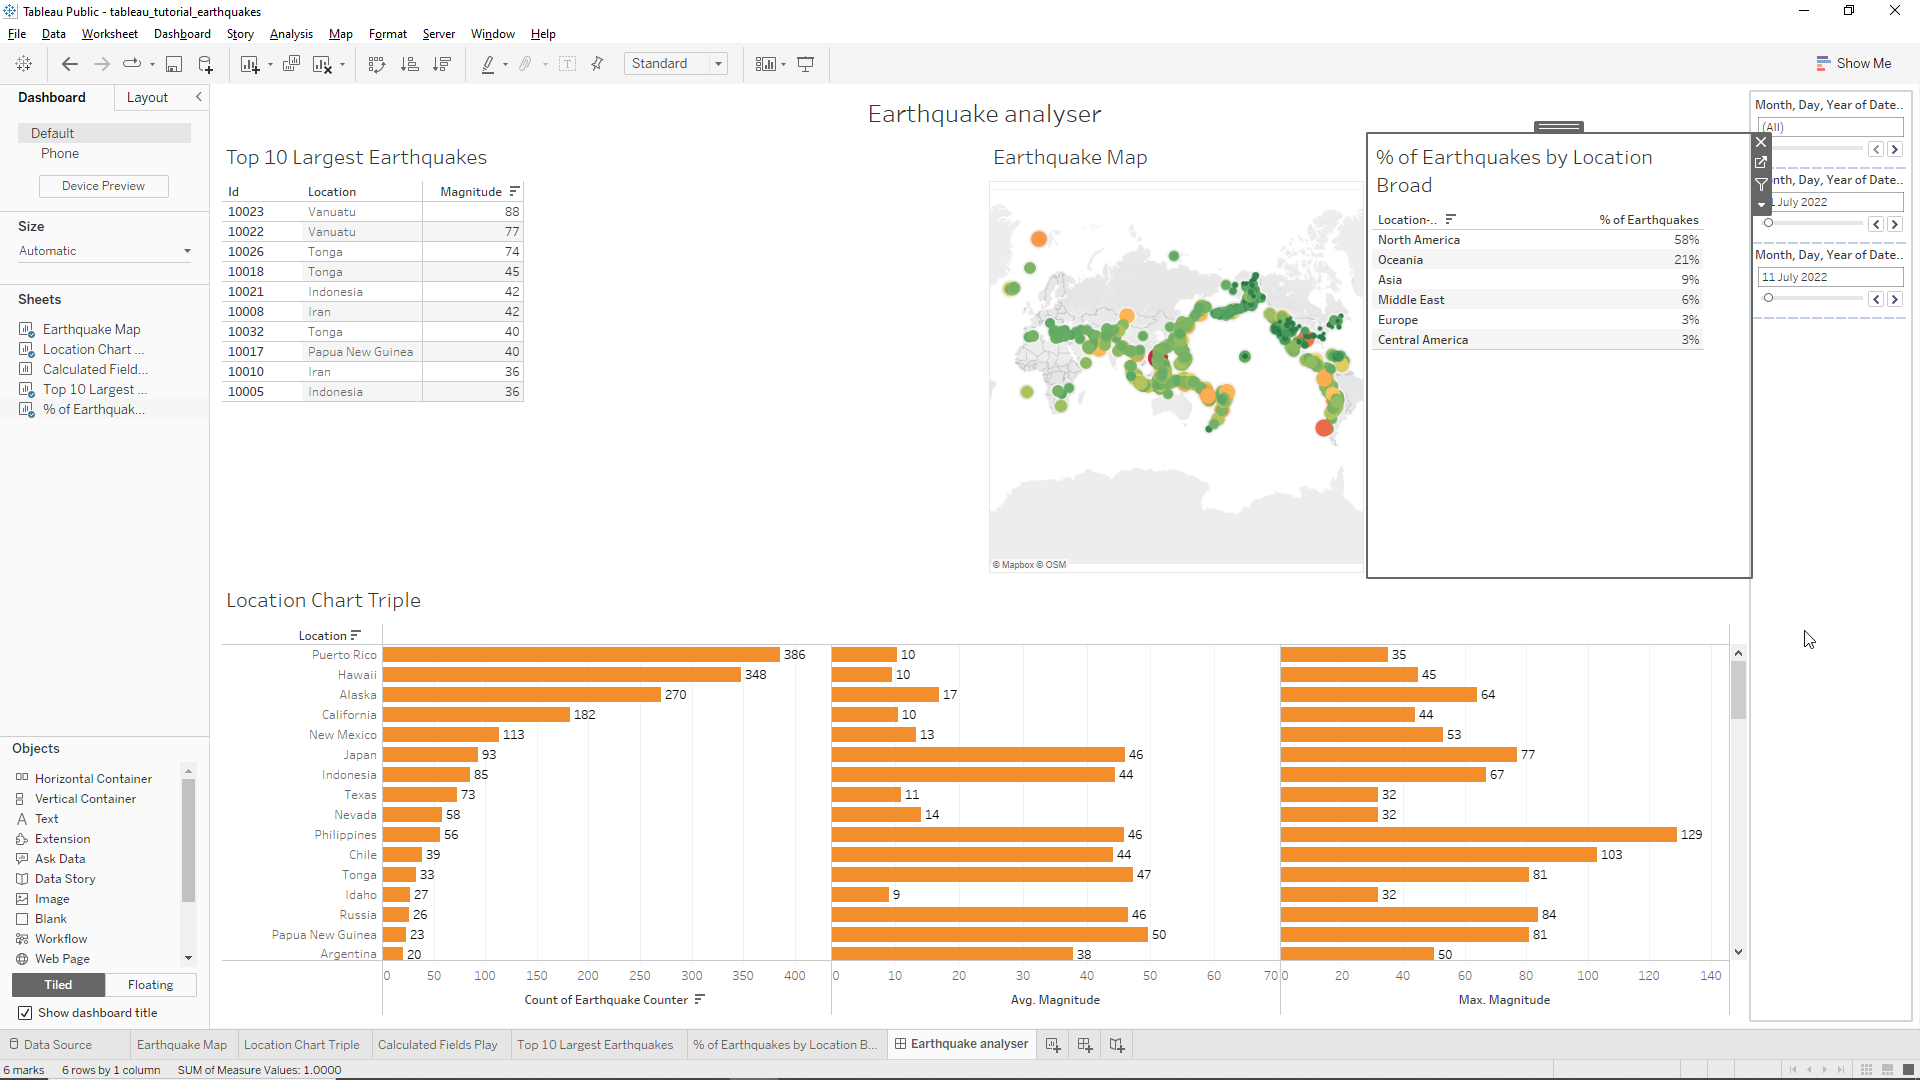 Tableau Public - tableau_tutorial_earthquakes
File Data Worksheet Dashboard Story Analysis Map Format Server Window Help
Standard
Show Me
Dashboard Layout
Default
Phone
Device Preview
Size
Automatic
Sheets
Earthquake Map
Location Chart ...
Calculated Field...
Top 10 Largest ...
% of Earthquak...
Objects
Horizontal Container
Vertical Container
Text
Extension
Ask Data
Data Story
Image
Blank
Workflow
Web Page
Tiled Floating
Show dashboard title
Earthquake analyser
Top 10 Largest Earthquakes
Id Location Magnitude
10023 Vanuatu 88
10022 Vanuatu 77
10026 Tonga 74
10018 Tonga 45
10021 Indonesia 42
10008 Iran 42
10032 Tonga 40
10017 Papua New Guinea 40
10010 Iran 36
10005 Indonesia 36
Earthquake Map
© Mapbox © OSM
% of Earthquakes by Location
Broad
Location-.. % of Earthquakes
North America 58%
Oceania 21%
Asia 9%
Middle East 6%
Europe 3%
Central America 3%
Month, Day, Year of Date..
(All)
nth, Day, Year of Date..
1 July 2022
Month, Day, Year of Date..
11 July 2022
Location Chart Triple
Location
Puerto Rico 386 10 35
Hawaii 348 10 45
Alaska 270 17 64
California 182 10 44
New Mexico 113 13 53
Japan 93 46 77
Indonesia 85 44 67
Texas 73 11 32
Nevada 58 14 32
Philippines 56 46 129
Chile 39 44 103
Tonga 33 47 81
Idaho 27 9 32
Russia 26 46 84
Papua New Guinea 23 50 81
Argentina 20 38 50
0 50 100 150 200 250 300 350 400 0 10 20 30 40 50 60 70 0 20 40 60 80 100 120 140
Count of Earthquake Counter Avg. Magnitude Max. Magnitude
Data Source Earthquake Map Location Chart Triple Calculated Fields Play Top 10 Largest Earthquakes % of Earthquakes by Location B... Earthquake analyser
6 marks 6 rows by 1 column SUM of Measure Values: 1.0000